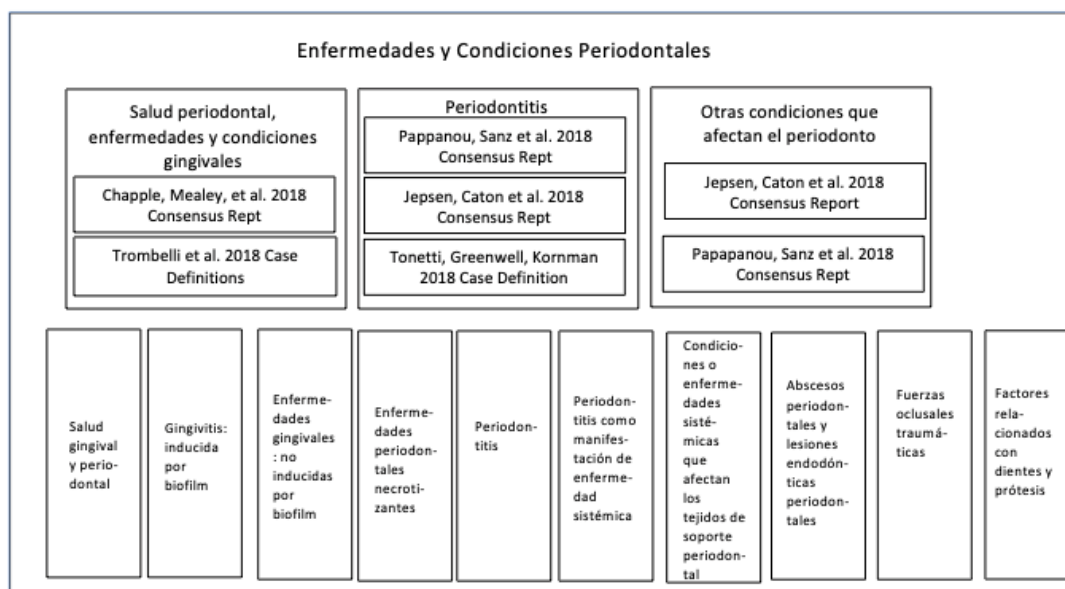 Enfermedades y Condiciones Periodontales
Salud periodontal,
enfermedades y condiciones
gingivales
Chapple, Mealey, et al. 2018
Consensus Rept
Trombelli et al. 2018 Case
Definitions
Periodontitis
Pappanou, Sanz et al. 2018
Consensus Rept
Jepsen, Caton et al. 2018
Consensus Rept
Tonetti, Greenwell, Kornman
2018 Case Definition
Otras condiciones que
afectan el periodonto
Jepsen, Caton et al. 2018
Consensus Report
Papapanou, Sanz et al. 2018
Consensus Rept
Salud
gingival
y perio-
dontal
Gingivitis:
inducida
por
biofilm
Enferme-
dades
gingivales
: no
inducidas
por
biofilm
Enferme-
dades
periodon-
tales
necroti-
zantes
Periodon-
titis
Periodon-
titis como
manifes-
tación de
enferme-
dad
sistémica
Condicio-
nes o
enferme-
dades
sisté-
micas
que
afectan
los
tejidos de
soporte
periodon-
tal
Abscesos
periodon-
tales y
lesiones
endodón-
ticas
periodon-
tales
Fuerzas
oclusales
traumá-
ticas
Factores
rela-
cionados
con
dientes y
prótesis